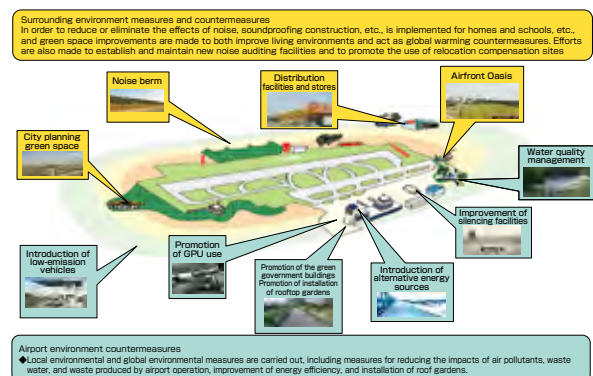 Surrounding environment measures and countermeasures
In order to reduce or eliminate the effects of noise, soundproofing construction, etc., is implemented for homes and schools, etc.,
and green space improvements are made to both improve living environments and act as global warming countermeasures. Efforts
are also made to establish and maintain new noise auditing facilities and to promote the use of relocation compensation sites
Noise berm
Distribution
facilities and stores
Airfront Oasis
City planning
green space
Water quality
management
Improvement of
silencing facilities
Introduction of
low-emission
vehicles
Promotion
of GPU use
Promotion of the green
government buildings
Promotion of installation
of rooftop gardens
Introduction of
alternative energy
sources
Airport environment countermeasures
◆Local environmental and global environmental measures are carried out, including measures for reducing the impacts of air pollutants, waste
water, and waste produced by airport operation, improvement of energy efficiency, and installation of roof gardens.